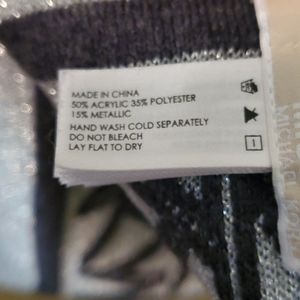 MADE IN CHINA
50% ACRYLIC 35% POLYESTER
15% METALLIC
HAND WASH COLD SEPARATELY
DO NOT BLEACH
LAY FLAT TO DRY
MICHAEL